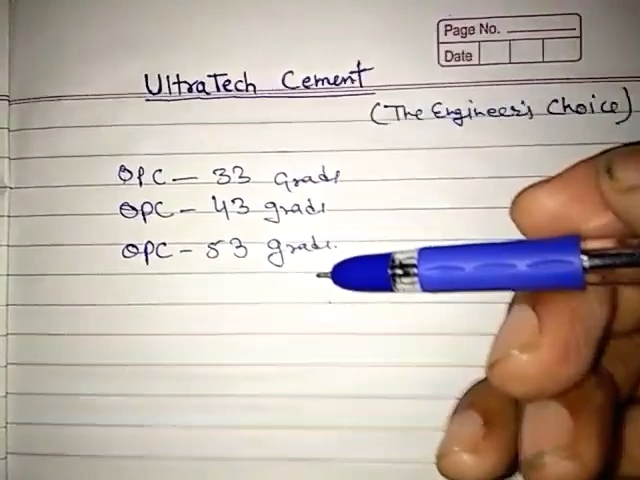 Page No.
Date
UltraTech Cement
(The Engineer's Choice)
OPC - 33 Grade
OPC - 43 grade
OPC - 53 grade.